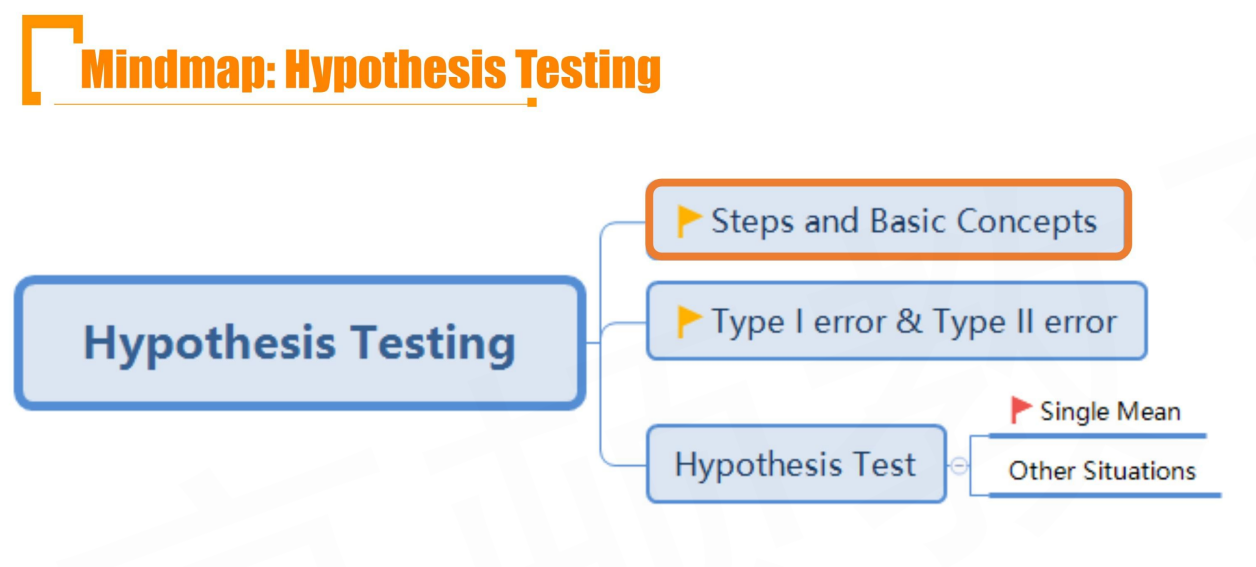 Mindmap: Hypothesis Testing
Steps and Basic Concepts
Hypothesis Testing
Type I error & Type II error
Single Mean
Hypothesis Test
Other Situations